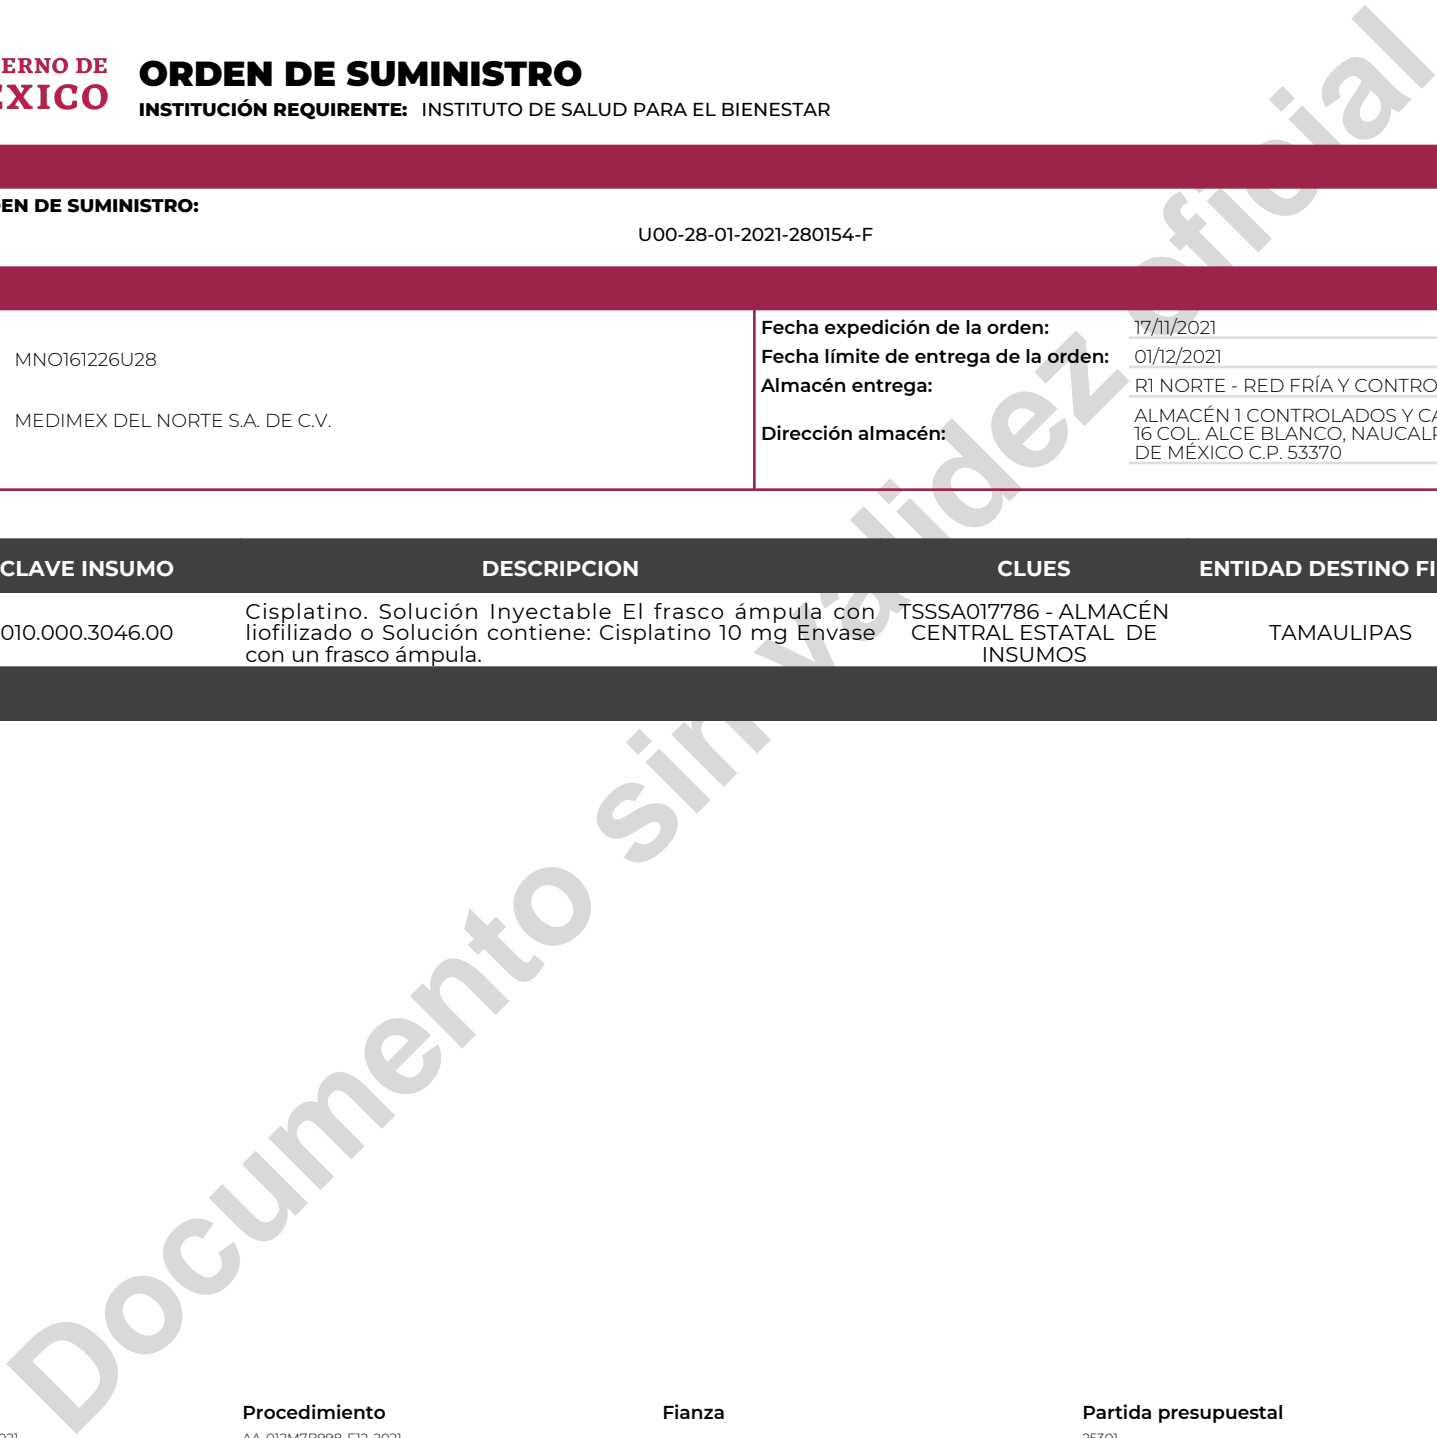 ERNO DE
ORDEN DE SUMINISTRO
INSTITUCIÓN REQUIRENTE: INSTITUTO DE SALUD PARA EL BIENESTAR
DE SUMINISTRO:
U00-28-01-2021-280154-F
MNO161226U28
MEDIMEX DEL NORTE S.A. DE C.V.
Fecha expedición de la orden: 17/11/2021
Fecha límite de entrega de la orden: 01/12/2021
Almacén entrega: R1 NORTE - RED FRÍA Y CONTRO
Dirección almacén: ALMACÉN 1 CONTROLADOS Y CA
16 COL. ALCE BLANCO, NAUCALP
DE MÉXICO C.P. 53370
CLAVE INSUMO DESCRIPCION CLUES ENTIDAD DESTINO FI
010.000.3046.00 Cisplatino. Solución Inyectable El frasco ámpula con
liofilizado o Solución contiene: Cisplatino 10 mg Envase
con un frasco ámpula.
TSSSA017786 - ALMACÉN
CENTRAL ESTATAL DE
INSUMOS
TAMAULIPAS
Documento sin validez oficial
Procedimiento Fianza Partida presupuestal